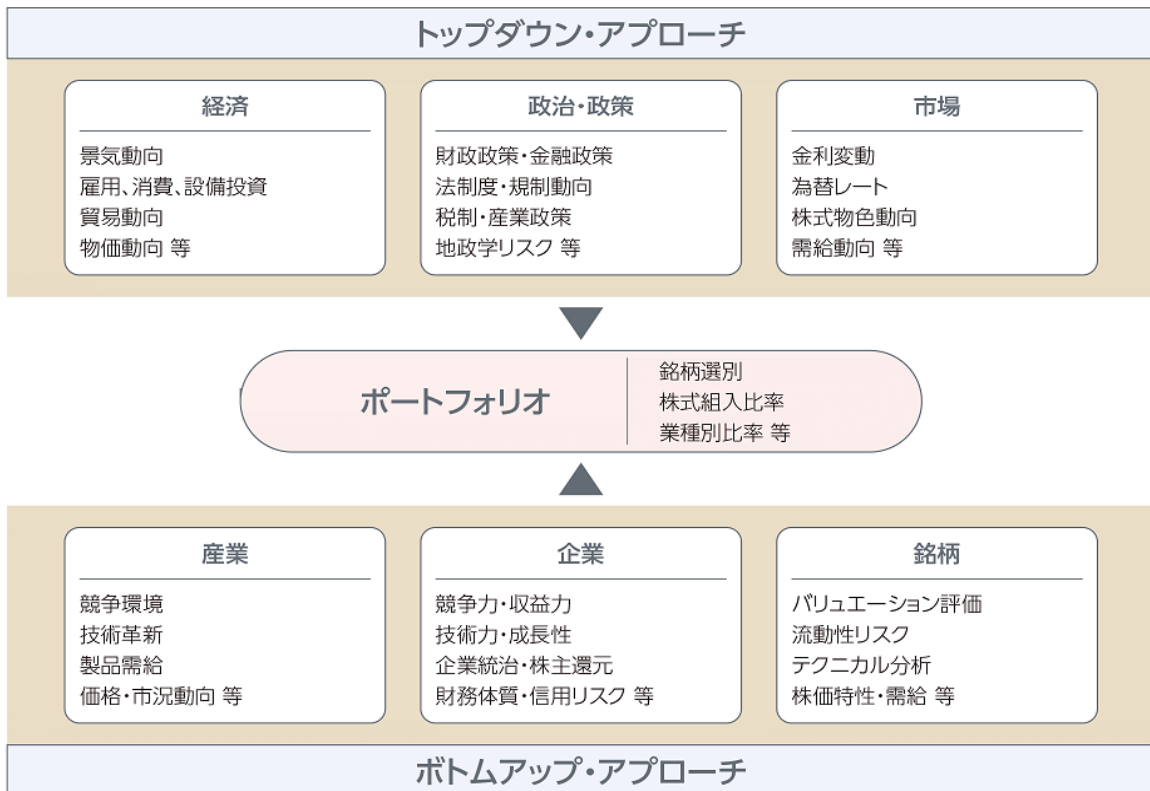 トップダウン・アプローチ
経済
景気動向
雇用、消費、設備投資
貿易動向
物価動向 等
政治・政策
財政政策・金融政策
法制度・規制動向
税制・産業政策
地政学リスク 等
市場
金利変動
為替レート
株式物色動向
需給動向 等
ポートフォリオ
銘柄選別
株式組入比率
業種別比率 等
産業
競争環境
技術革新
製品需給
価格・市況動向 等
企業
競争力・収益力
技術力・成長性
企業統治・株主還元
財務体質・信用リスク 等
銘柄
バリュエーション評価
流動性リスク
テクニカル分析
株価特性・需給 等
ボトムアップ・アプローチ